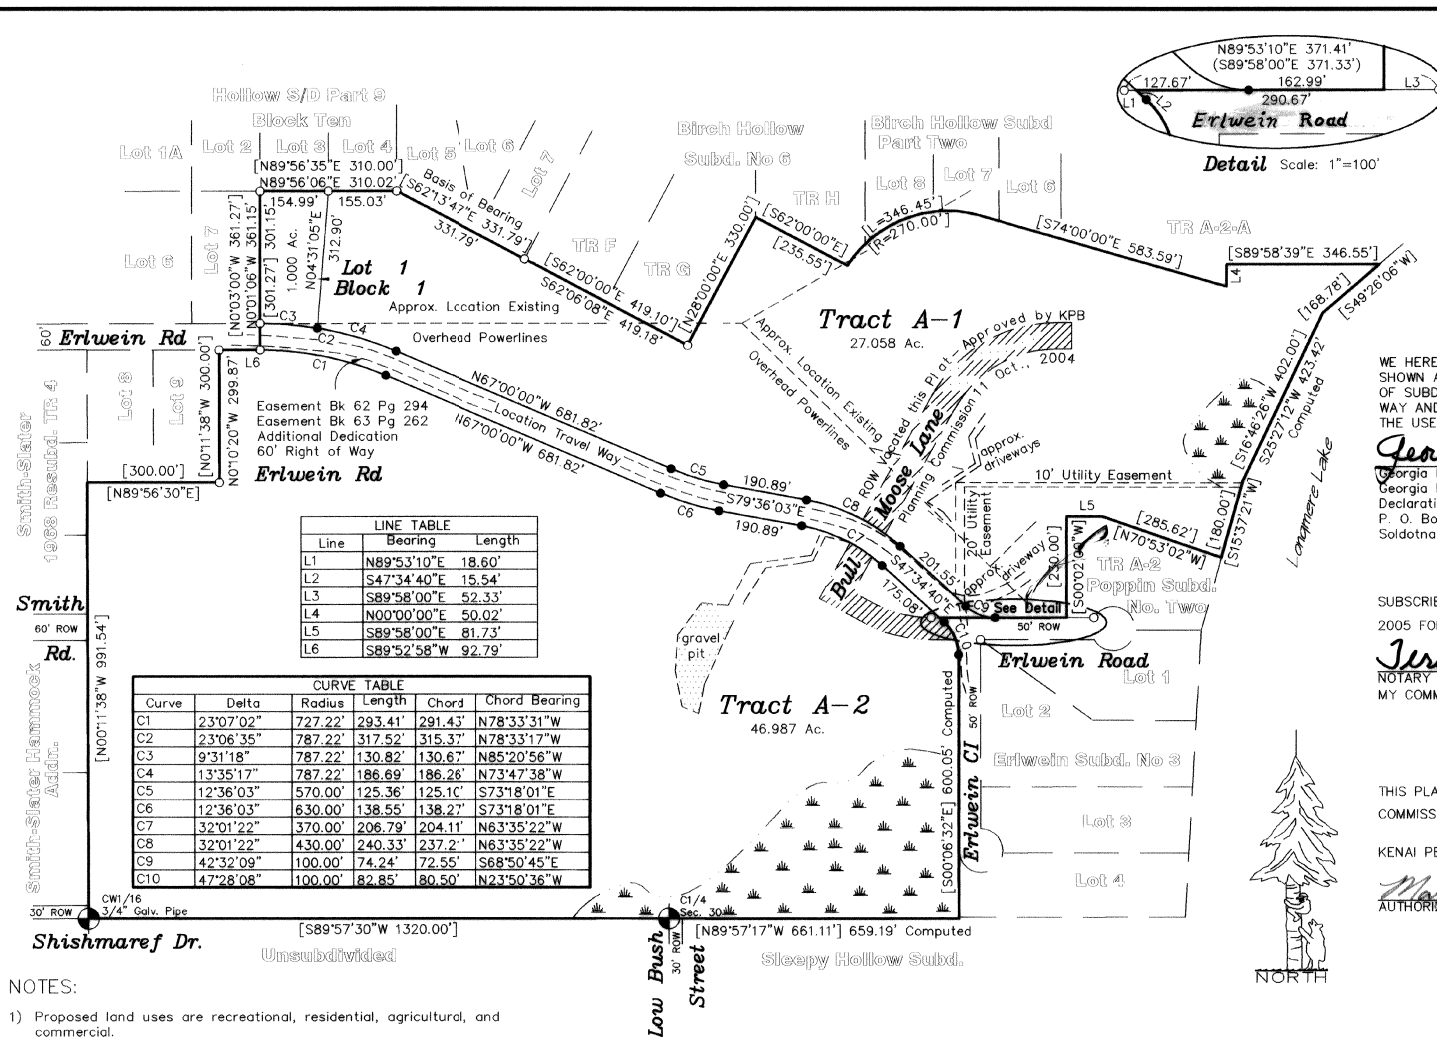 N89°53'10"E 371.41'
(S89°58'00"E 371.33')
127.67'
162.99'
L3
L1
L2
290.67'
Erlwein Road
Detail Scale: 1"=100'
Hollow S/D Part 9
Block Ten
Lot 1A
Lot 2
Lot 3
Lot 4
Lot 5
Lot 6
Lot 7
[N89°56'35"E 310.00']
N89°56'06"E 310.02'
154.99'
155.03'
Birch Hollow
Subd. No 6
Birch Hollow Subd
Part Two
Lot 8
Lot 7
Lot 6
TR H
TR A-2-A
TR F
TR G
Lot 7
Lot 6
[S62°13'47"E 331.79']
Basis of Bearing
331.79'
[S62°00'00"E 419.10']
S62°06'08"E 419.18'
[N28°00'00"E 330.00']
[S62°00'00"E
[235.55']
[L=346.45']
[R=270.00']
[S74°00'00"E 583.59']
L4
[S89°58'39"E 346.55']
[S49°26'06"W]
[168.78']
[N0°03'00"W 361.27']
N0°01'06"W 361.15'
[301.27'] 301.15'
1.000 Ac.
N04°31'05"E
312.90'
Lot 1
Block 1
Approx. Location Existing
Overhead Powerlines
Tract A-1
27.058 Ac.
60'
Erlwein Rd
C3
C2
C4
L6
C1
Lot 8
Lot 9
Smith-Slater
1968 Resubd. TR 4
[N0°11'38"W 300.00']
N0°10'20"W 299.87'
[300.00']
[N89°56'30"E]
Easement Bk 62 Pg 294
Easement Bk 63 Pg 262
Additional Dedication
60' Right of Way
Erlwein Rd
N67°00'00"W 681.82'
Location Travel Way
N67°00'00"W 681.82'
Approx. Location Existing
Overhead Powerlines
ROW Vacated this Plat. Approved by KPB
Planning Commission 11 Oct., 2004
Moose Lane
Bull
approx.
driveways
C5
190.89'
S79°36'03"E
190.89'
C6
C8
C7
20' Utility
Easement
10' Utility Easement
201.55'
S47°34'40"E
175.08'
approx.
driveway
C9
C10
See Detail
50' ROW
Erlwein Road
L5
[285.62']
[N70°53'02"W]
[S00°02'00"W]
TR A-2
Poppin Subd.
No. Two
[180.00']
[S15°37'21"W]
[S16°46'26"W 402.00']
S25°27'12"W 423.42'
Computed
Longmere Lake
LINE TABLE
Line Bearing Length
L1 N89°53'10"E 18.60'
L2 S47°34'40"E 15.54'
L3 S89°58'00"E 52.33'
L4 N00°00'00"E 50.02'
L5 S89°58'00"E 81.73'
L6 S89°52'58"W 92.79'
Smith
60' ROW
Rd.
[N00°11'38"W 991.54']
Smith-Slater Hammock
Addn.
CURVE TABLE
Curve Delta Radius Length Chord Chord Bearing
C1 23°07'02" 727.22' 293.41' 291.43' N78°33'31"W
C2 23°06'35" 787.22' 317.52' 315.37' N78°33'17"W
C3 9°31'18" 787.22' 130.82' 130.67' N85°20'56"W
C4 13°35'17" 787.22' 186.69' 186.26' N73°47'38"W
C5 12°36'03" 570.00' 125.36' 125.10' S73°18'01"E
C6 12°36'03" 630.00' 138.55' 138.27' S73°18'01"E
C7 32°01'22" 370.00' 206.79' 204.11' N63°35'22"W
C8 32°01'22" 430.00' 240.33' N63°35'22"W
C9 42°32'09" 100.00' 74.24' 72.55' S68°50'45"E
C10 47°28'08" 100.00' 82.85' 80.50' N23°50'36"W
gravel
pit
Tract A-2
46.987 Ac.
[S00°06'32"E] 600.05' Computed
Erlwein Cl
50' ROW
Lot 1
Lot 2
Erlwein Subd. No 3
Lot 3
Lot 4
30' ROW
CW1/16
3/4" Galv. Pipe
Shishmaref Dr.
[S89°57'30"W 1320.00']
Unsubdivided
C1/4
Sec. 30
[N89°57'17"W 661.11'] 659.19' Computed
Low Bush
30' ROW
Street
Sleepy Hollow Subd.
WE HERE
SHOWN A
OF SUBD
WAY AND
THE USE
Georgia
Georgia
Declarati
P. O. Bo
Soldotna
SUBSCRIE
2005 FO
NOTARY
MY COMM
THIS PLA
COMMISS
KENAI PE
AUTHORI
NORTH
NOTES:
1) Proposed land uses are recreational, residential, agricultural, and
commercial.